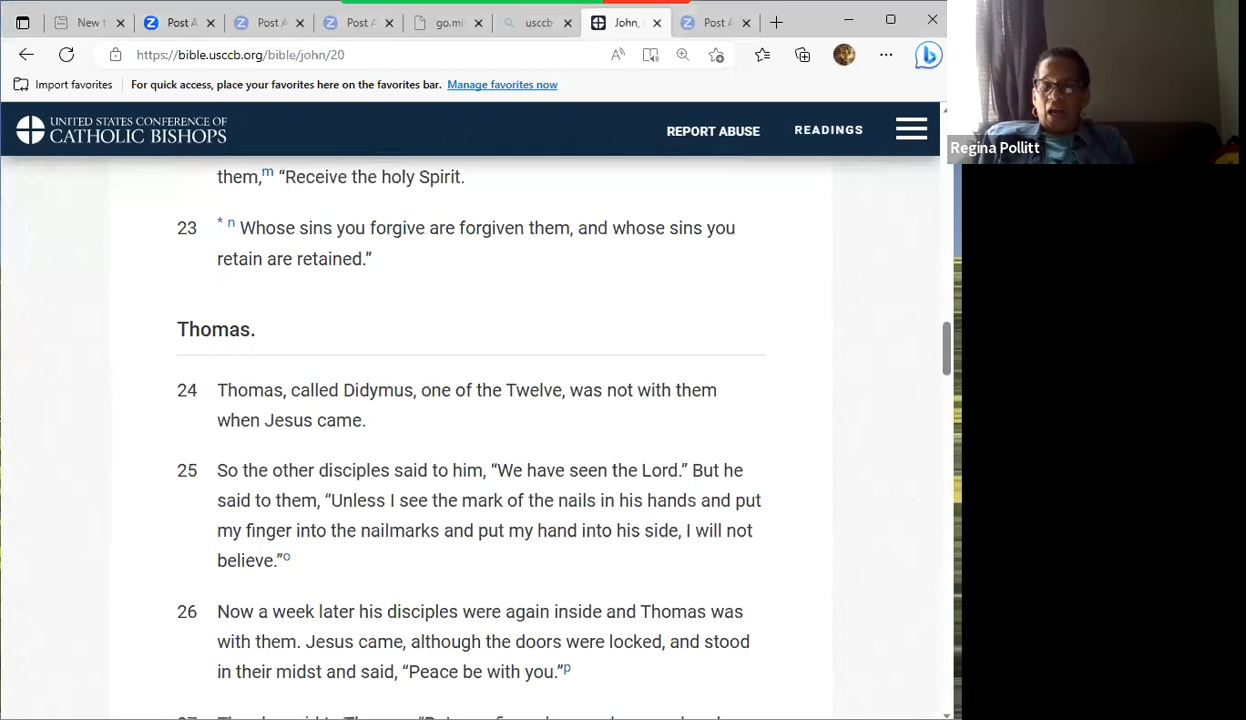 New t
Post A
Post A
Post A
go.mi
usccb
John,
Post A
https://bible.usccb.org/bible/john/20
Import favorites
For quick access, place your favorites here on the favorites bar. Manage favorites now
UNITED STATES CONFERENCE OF
CATHOLIC BISHOPS
REPORT ABUSE
READINGS
Regina Pollitt
them,m “Receive the holy Spirit.
23 * n Whose sins you forgive are forgiven them, and whose sins you
retain are retained.”
Thomas.
24 Thomas, called Didymus, one of the Twelve, was not with them
when Jesus came.
25 So the other disciples said to him, “We have seen the Lord.” But he
said to them, “Unless I see the mark of the nails in his hands and put
my finger into the nailmarks and put my hand into his side, I will not
believe.”o
26 Now a week later his disciples were again inside and Thomas was
with them. Jesus came, although the doors were locked, and stood
in their midst and said, “Peace be with you.”p